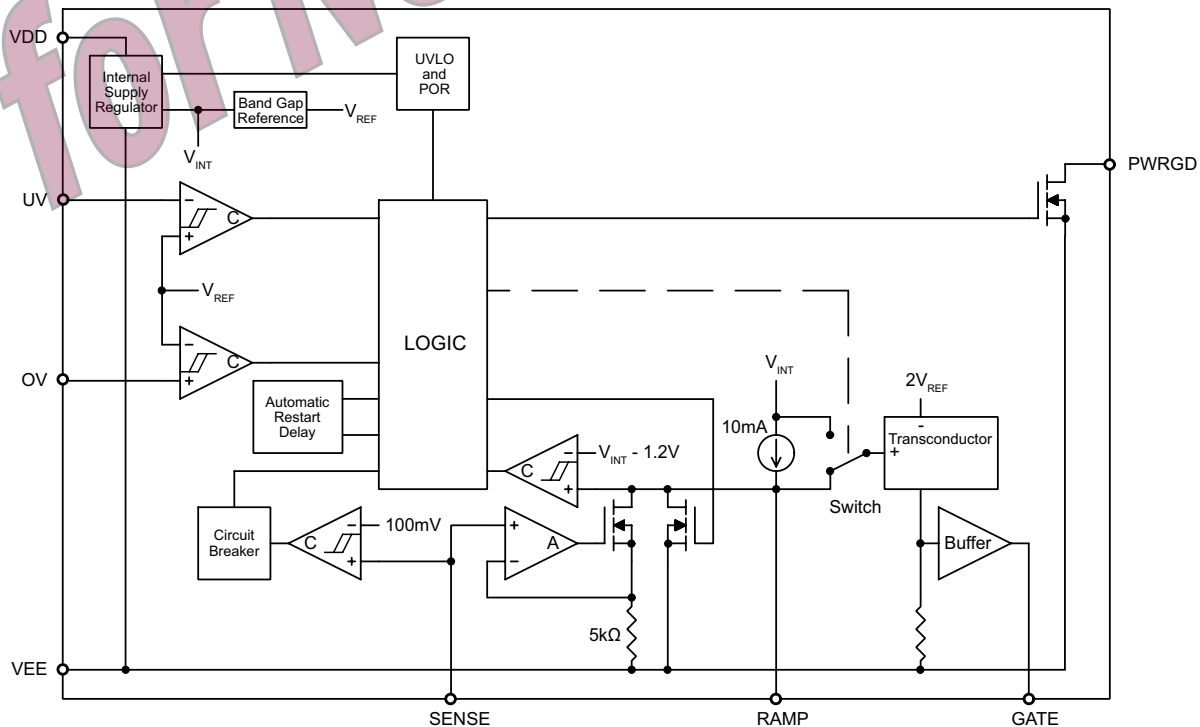 for N
VDD
Internal
Supply
Regulator
UVLO
and
POR
Band Gap
Reference
VREF
VINT
PWRGD
UV
−
C
+
VREF
LOGIC
−
C
+
OV
Automatic
Restart
Delay
VINT
2VREF
10mA
-
Transconductor
+
C
−
VINT - 1.2V
+
Switch
Circuit
Breaker
C
−
100mV
+
+
A
−
Buffer
5kΩ
VEE
SENSE
RAMP
GATE